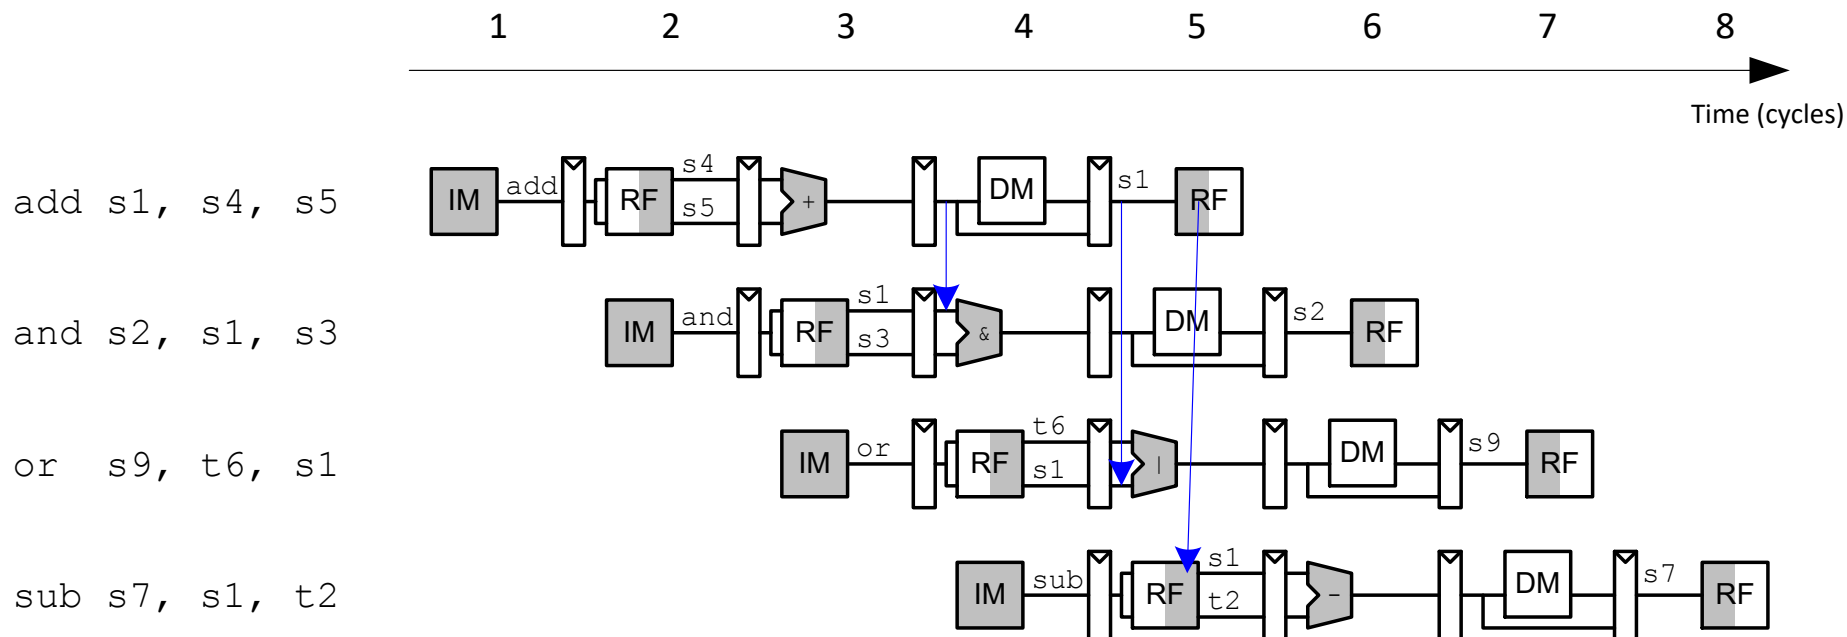 1 2 3 4 5 6 7 8
Time (cycles)
add s1, s4, s5 IM add RF s4 s5 + DM s1 RF
and s2, s1, s3 IM and RF s1 s3 & DM s2 RF
or s9, t6, s1 IM or RF t6 s1 | DM s9 RF
sub s7, s1, t2 IM sub RF s1 t2 - DM s7 RF